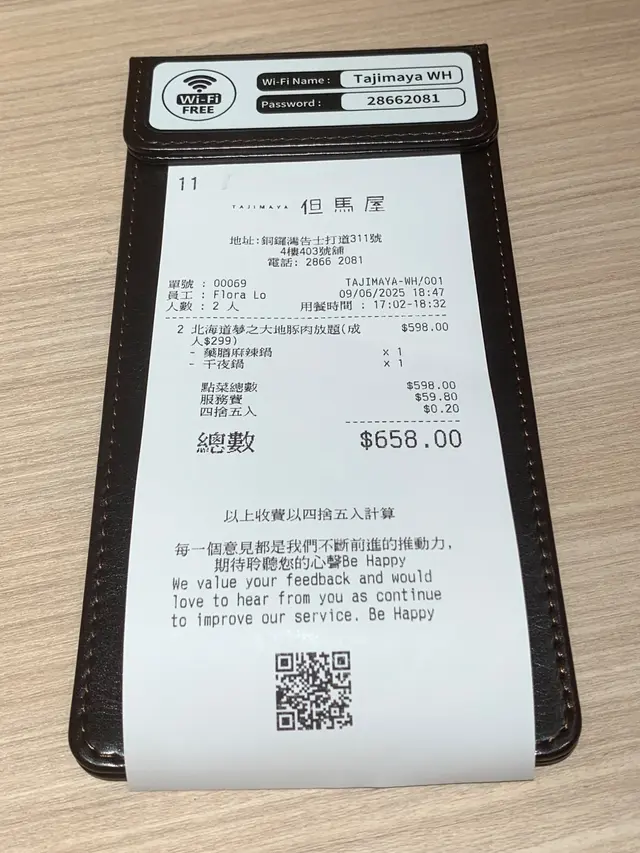 Wi-Fi
FREE
Wi-Fi Name : Tajimaya WH
Password : 28662081
11
TAJIMAYA 但馬屋
地址:銅鑼灣告士打道311號
4樓403號舖
電話: 2866 2081
單號 : 00069 TAJIMAYA-WH/G01
員工 : Flora Lo 09/06/2025 18:47
人數 : 2 人 用餐時間 : 17:02-18:32
2 北海道夢之大地豚肉放題(成 $598.00
人$299)
- 藥膳麻辣鍋 x 1
- 千夜鍋 x 1
點菜總數 $598.00
服務費 $59.80
四捨五入 $0.20
總數 $658.00
以上收費以四捨五入計算
每一個意見都是我們不斷前進的推動力,
期待聆聽您的心聲Be Happy
We value your feedback and would
love to hear from you as continue
to improve our service. Be Happy